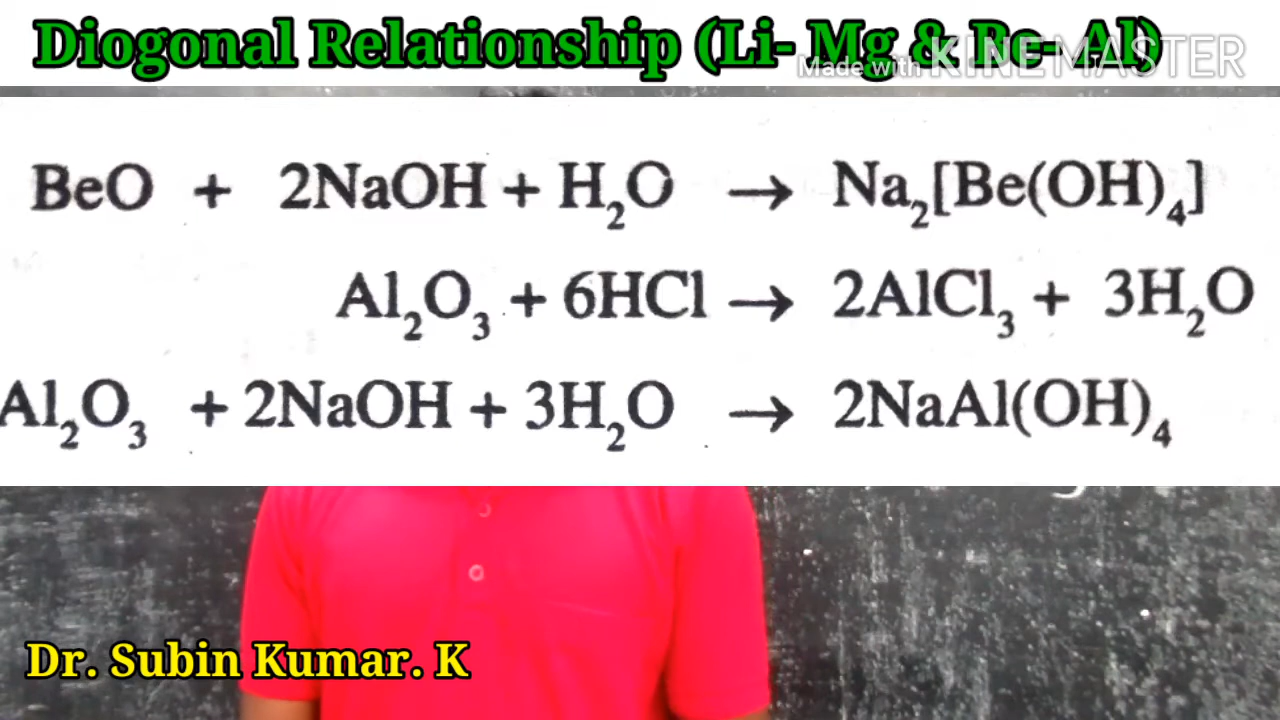 Diogonal Relationship (Li- Mg & Be- Al)
Made with KINEMASTER
BeO + 2NaOH + H₂O → Na₂[Be(OH)₄]
Al₂O₃ + 6HCl → 2AlCl₃ + 3H₂O
Al₂O₃ + 2NaOH + 3H₂O → 2NaAl(OH)₄
Dr. Subin Kumar. K